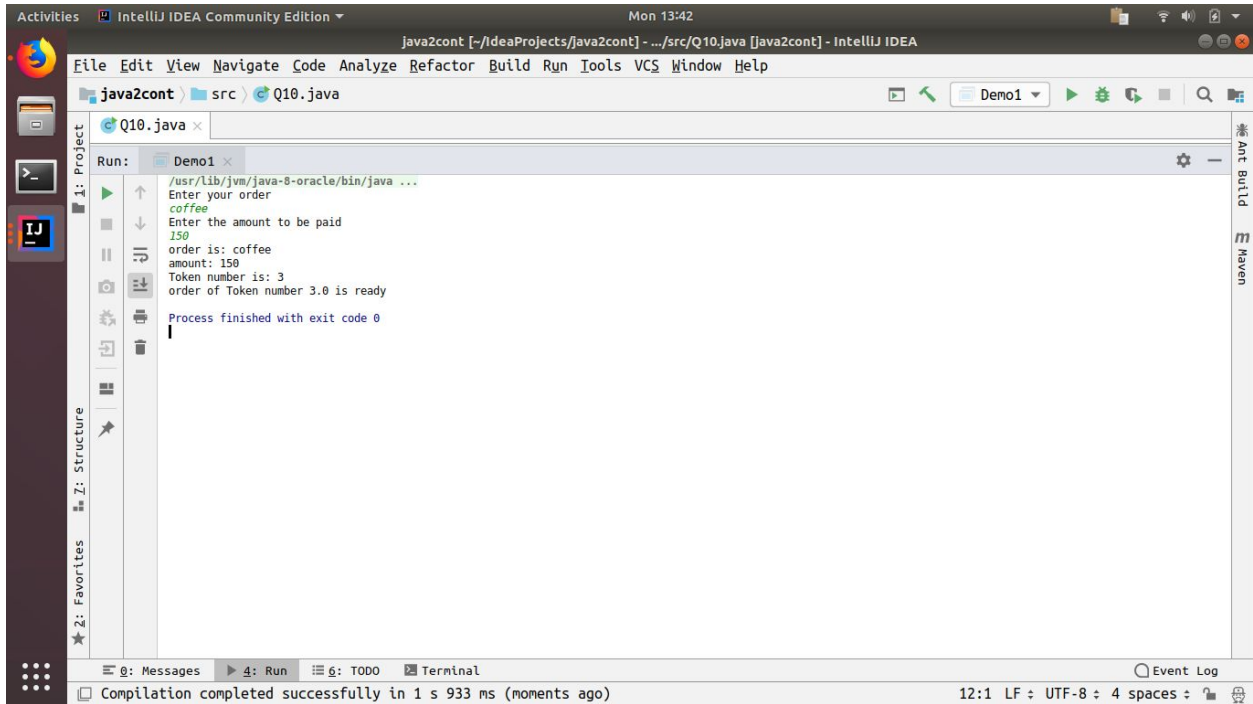 Activities IntelliJ IDEA Community Edition Mon 13:42
java2cont [~/IdeaProjects/java2cont] - .../src/Q10.java [java2cont] - IntelliJ IDEA
File Edit View Navigate Code Analyze Refactor Build Run Tools VCS Window Help
java2cont src Q10.java Demo1
Q10.java
Run: Demo1
/usr/lib/jvm/java-8-oracle/bin/java ...
Enter your order
coffee
Enter the amount to be paid
150
order is: coffee
amount: 150
Token number is: 3
order of Token number 3.0 is ready
Process finished with exit code 0
1: Project
Z: Structure
2: Favorites
Ant Build
m Maven
0: Messages 4: Run 6: TODO Terminal Event Log
Compilation completed successfully in 1 s 933 ms (moments ago) 12:1 LF UTF-8 4 spaces